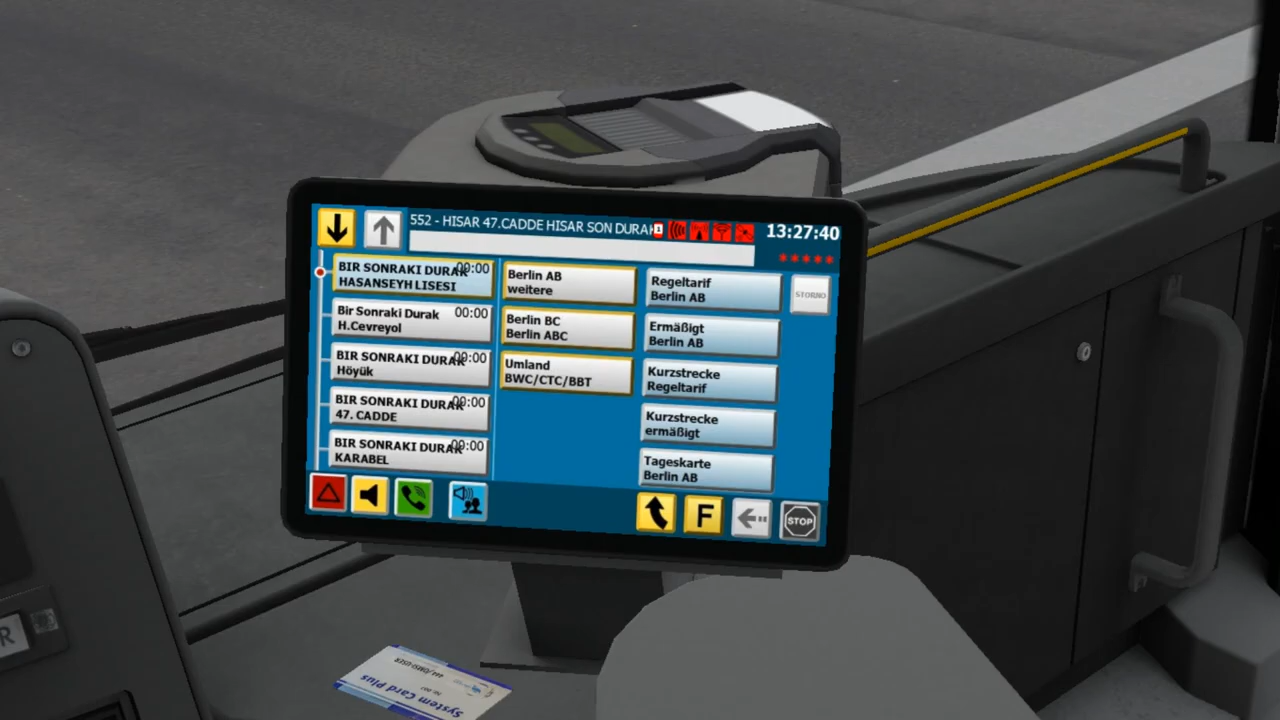 552 - HISAR 47.CADDE HISAR SON DURAK
13:27:40
*****
BIR SONRAKI DURAK 00:00
HASANSEYH LISESI
Bir Sonraki Durak 00:00
H.Cevreyol
BIR SONRAKI DURAK 00:00
Höyük
BIR SONRAKI DURAK 00:00
47. CADDE
BIR SONRAKI DURAK 00:00
KARABEL
Berlin AB
weitere
Berlin BC
Berlin ABC
Umland
BWC/CTC/BBT
Regeltarif
Berlin AB
Ermäßigt
Berlin AB
Kurzstrecke
Regeltarif
Kurzstrecke
ermäßigt
Tageskarte
Berlin AB
STORNO
F
STOP
R
System Card Plus